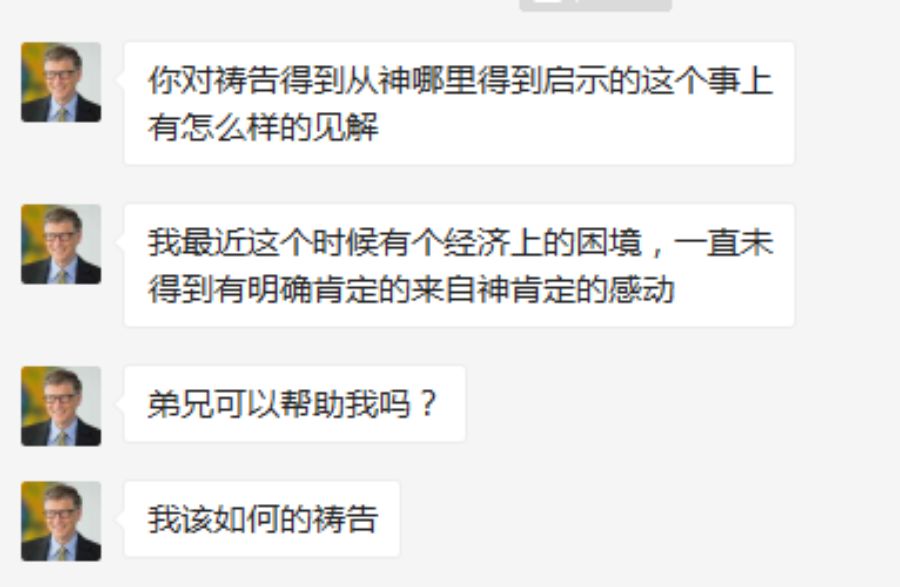 你对祷告得到从神哪里得到启示的这个事上
有怎么样的见解
我最近这个时候有个经济上的困境，一直未
得到有明确肯定的来自神肯定的感动
弟兄可以帮助我吗？
我该如何的祷告